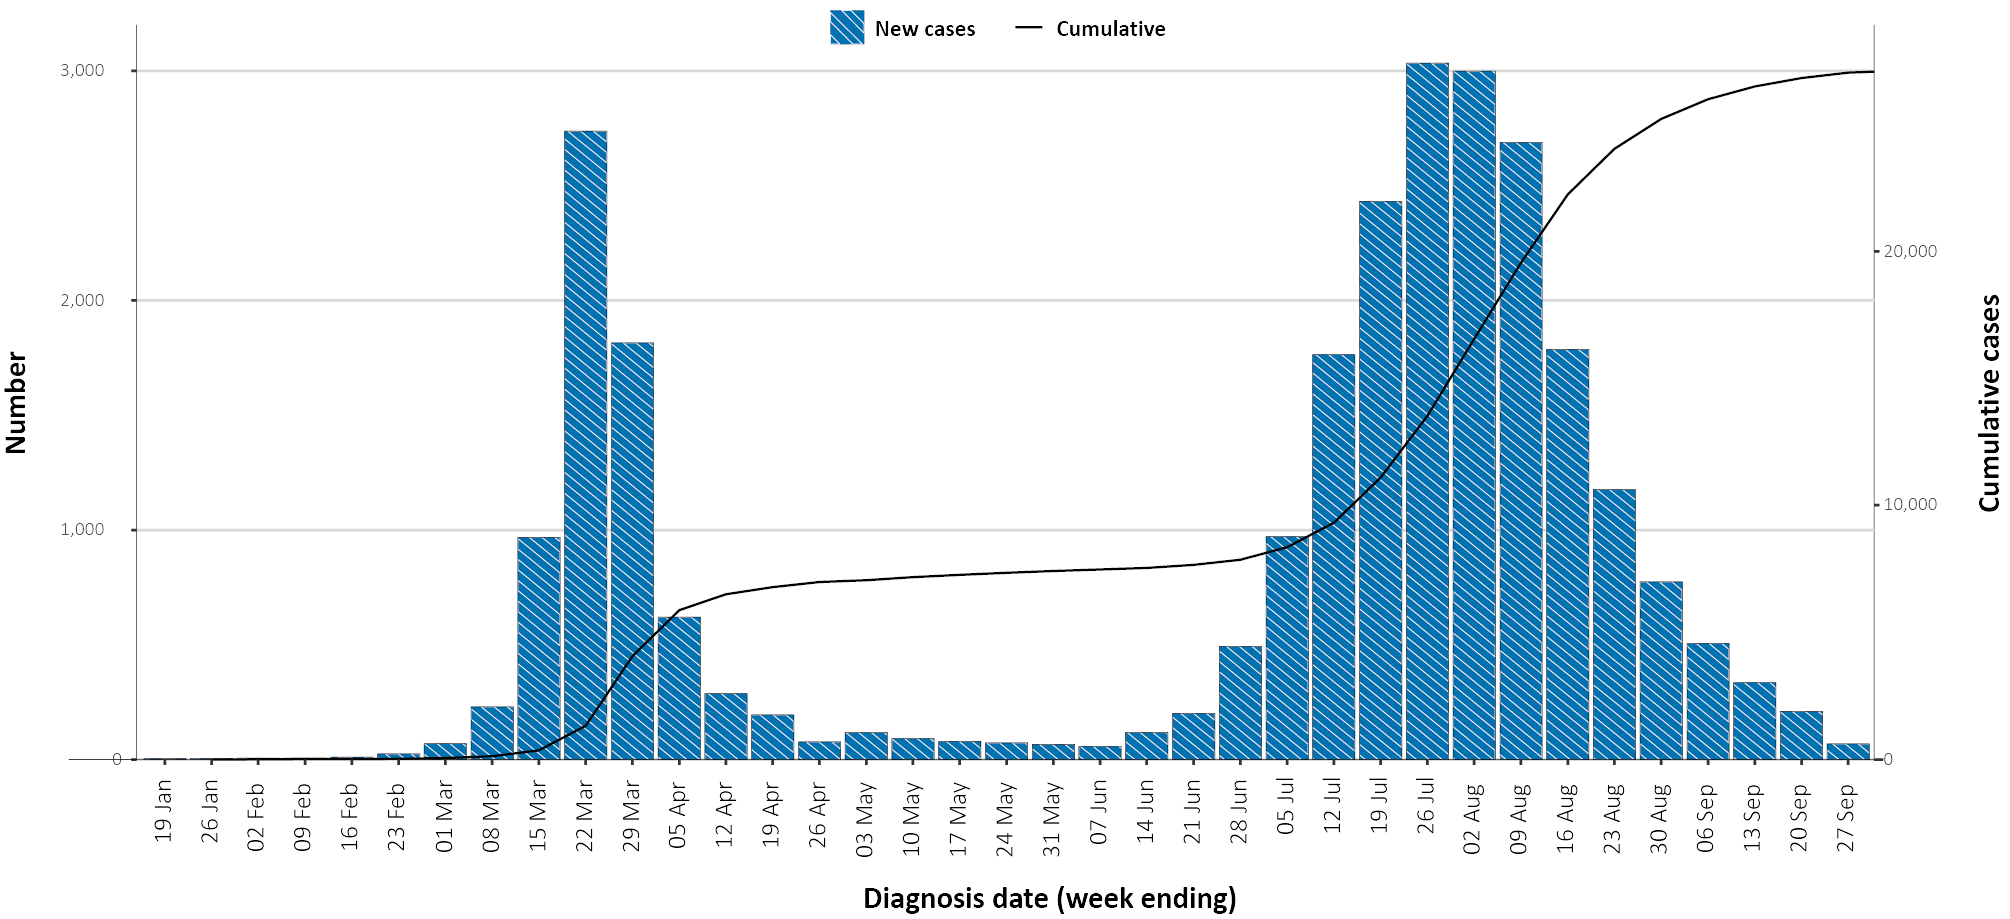 New cases Cumulative
3,000
2,000
1,000
0
Number
20,000
10,000
0
Cumulative cases
19 Jan
26 Jan
02 Feb
09 Feb
16 Feb
23 Feb
01 Mar
08 Mar
15 Mar
22 Mar
29 Mar
05 Apr
12 Apr
19 Apr
26 Apr
03 May
10 May
17 May
24 May
31 May
07 Jun
14 Jun
21 Jun
28 Jun
05 Jul
12 Jul
19 Jul
26 Jul
02 Aug
09 Aug
16 Aug
23 Aug
30 Aug
06 Sep
13 Sep
20 Sep
27 Sep
Diagnosis date (week ending)